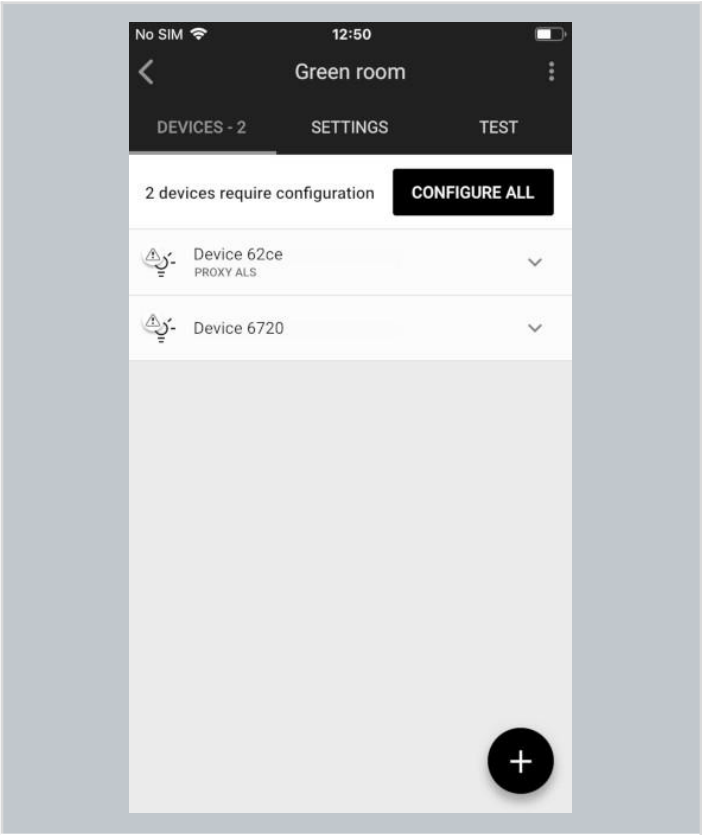 No SIM 12:50
Green room
DEVICES - 2 SETTINGS TEST
2 devices require configuration CONFIGURE ALL
Device 62ce
PROXY ALS
Device 6720